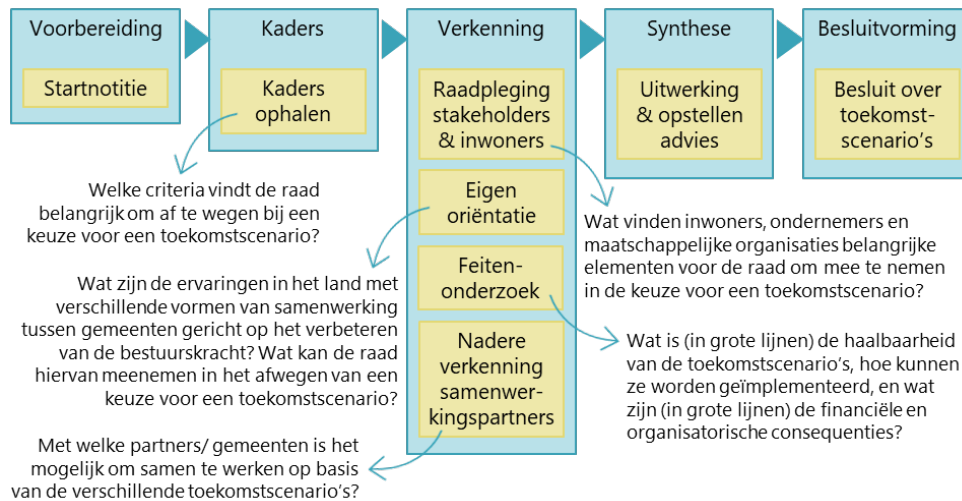 Voorbereiding
Startnotitie
Kaders
Kaders
ophalen
Verkenning
Raadpleging
stakeholders
& inwoners
Eigen
oriëntatie
Feiten-
onderzoek
Nadere
verkenning
samenwer-
kingspartners
Synthese
Uitwerking
& opstellen
advies
Besluitvorming
Besluit over
toekomst-
scenario's
Welke criteria vindt de raad
belangrijk om af te wegen bij een
keuze voor een toekomstscenario?
Wat zijn de ervaringen in het land met
verschillende vormen van samenwerking
tussen gemeenten gericht op het verbeteren
van de bestuurskracht? Wat kan de raad
hiervan meenemen in het afwegen van een
keuze voor een toekomstscenario?
Met welke partners/ gemeenten is het
mogelijk om samen te werken op basis
van de verschillende toekomstscenario's?
Wat vinden inwoners, ondernemers en
maatschappelijke organisaties belangrijke
elementen voor de raad om mee te nemen
in de keuze voor een toekomstscenario?
Wat is (in grote lijnen) de haalbaarheid
van de toekomstscenario's, hoe kunnen
ze worden geïmplementeerd, en wat
zijn (in grote lijnen) de financiële en
organisatorische consequenties?